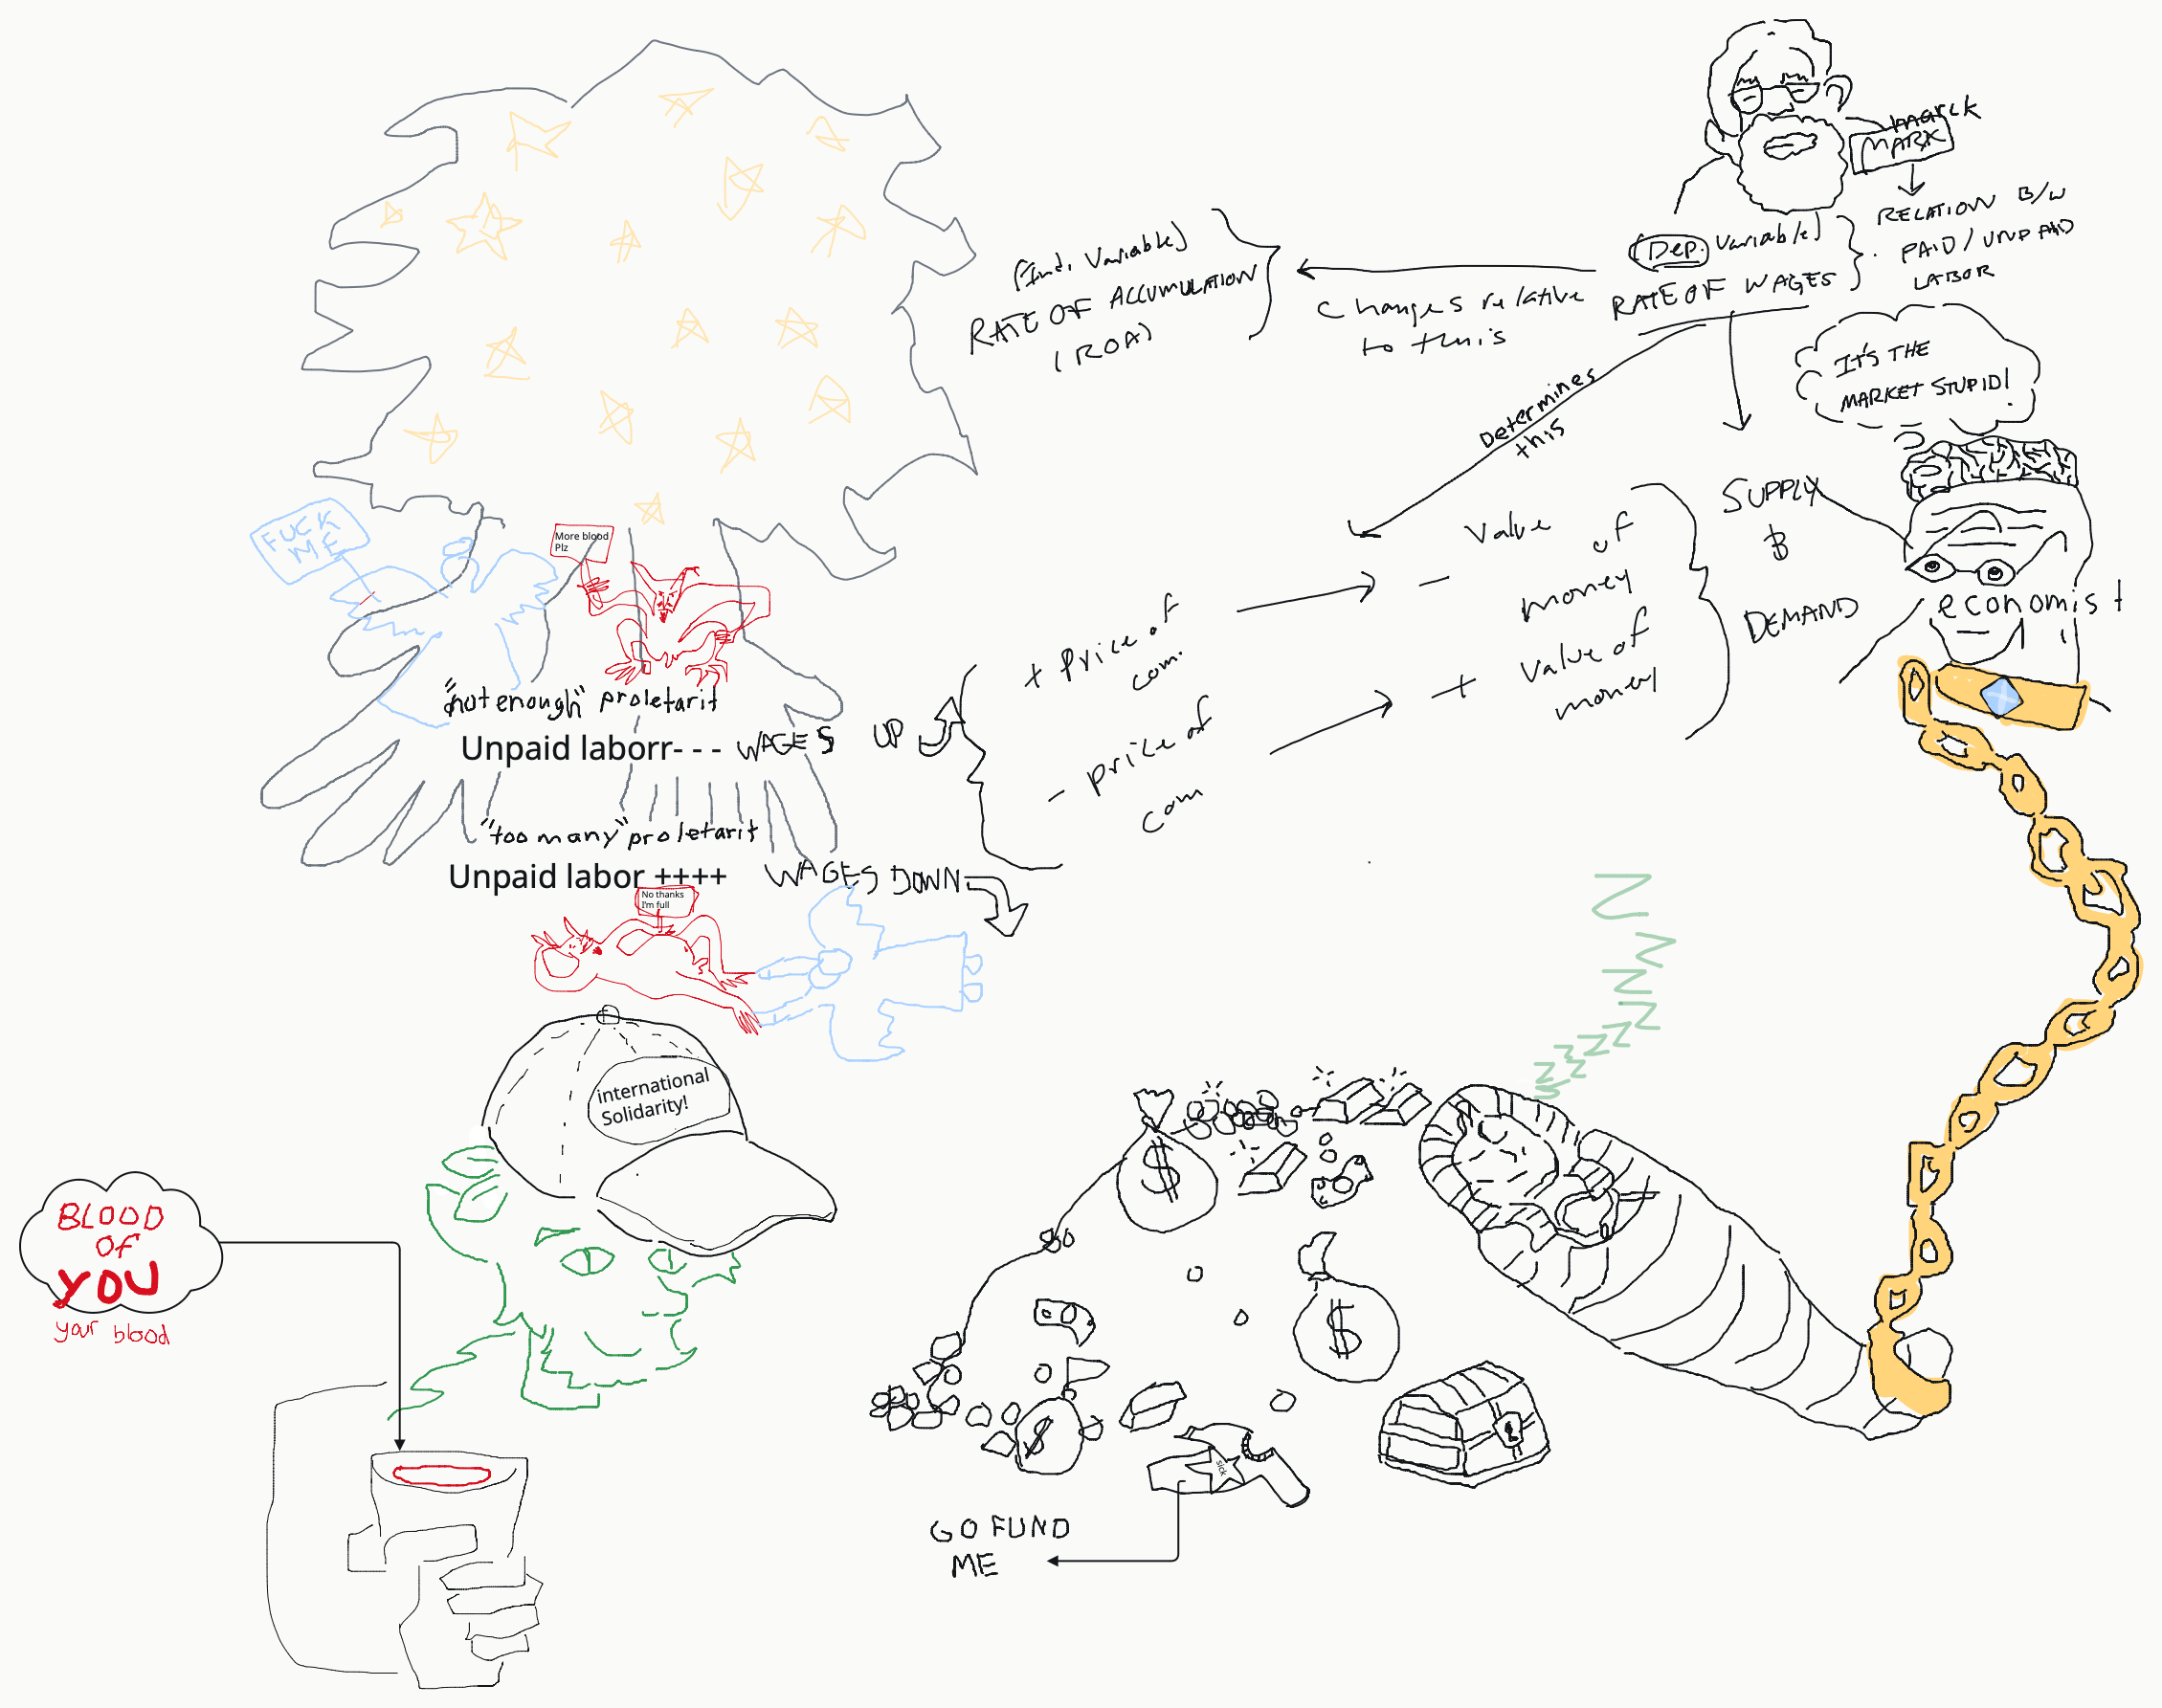 marck
MARX
RELATION B/W
PAID / UNPAID
LABOR
(Dep. Variable)
RATE OF WAGES
Changes relative
to this
(Ind. Variable)
RATE OF ACCUMULATION
(ROA)
IT'S THE
MARKET STUPID!
Determines
this
SUPPLY
&
DEMAND
economist
- Value
of
money
+ Value of
money
+ Price of
com.
- price of
com
FUCK
ME
More blood
Plz
"not enough" proletarit
Unpaid laborr- - - WAGES UP
"too many" proletarit
Unpaid labor ++++ WAGES DOWN
No thanks
I'm full
international
Solidarity!
BLOOD
OF
YOU
your blood
Z
Z
Z
Z
Z
Z
Z
Z
Z
Z
$
$
$
sick
GO FUND
ME